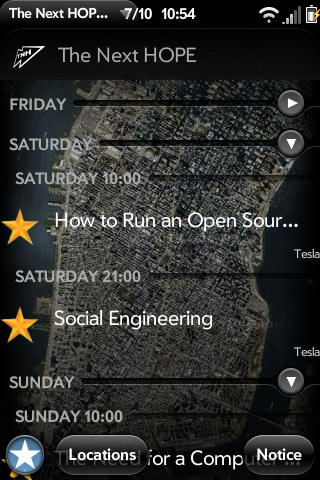 The Next HOP... 7/10 10:54
The Next HOPE
FRIDAY
SATURDAY
SATURDAY 10:00
How to Run an Open Sour...
Tesla
SATURDAY 21:00
Social Engineering
Tesla
SUNDAY
SUNDAY 10:00
The Need for a Computer ...
Locations
Notice